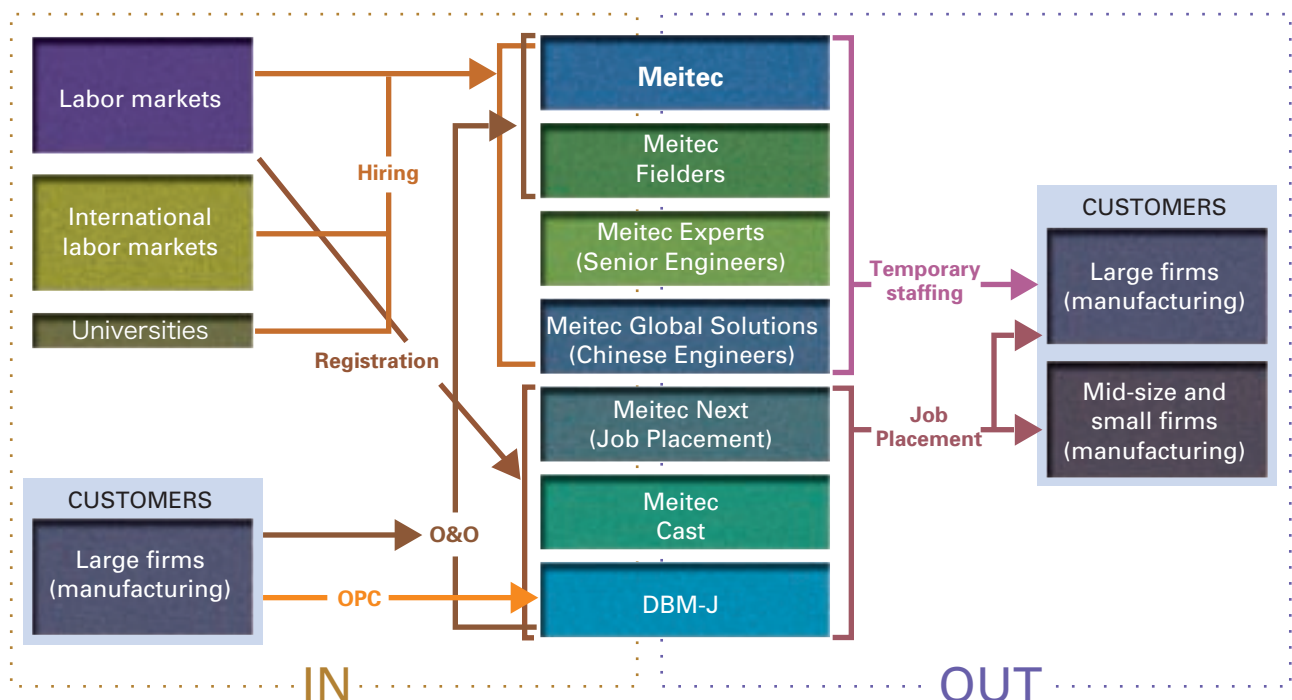 Labor markets
International
labor markets
Universities
CUSTOMERS
Large firms
(manufacturing)
Hiring
Registration
O&O
OPC
Meitec
Meitec
Fielders
Meitec Experts
(Senior Engineers)
Meitec Global Solutions
(Chinese Engineers)
Meitec Next
(Job Placement)
Meitec
Cast
DBM-J
Temporary
staffing
Job
Placement
CUSTOMERS
Large firms
(manufacturing)
Mid-size and
small firms
(manufacturing)
IN
OUT